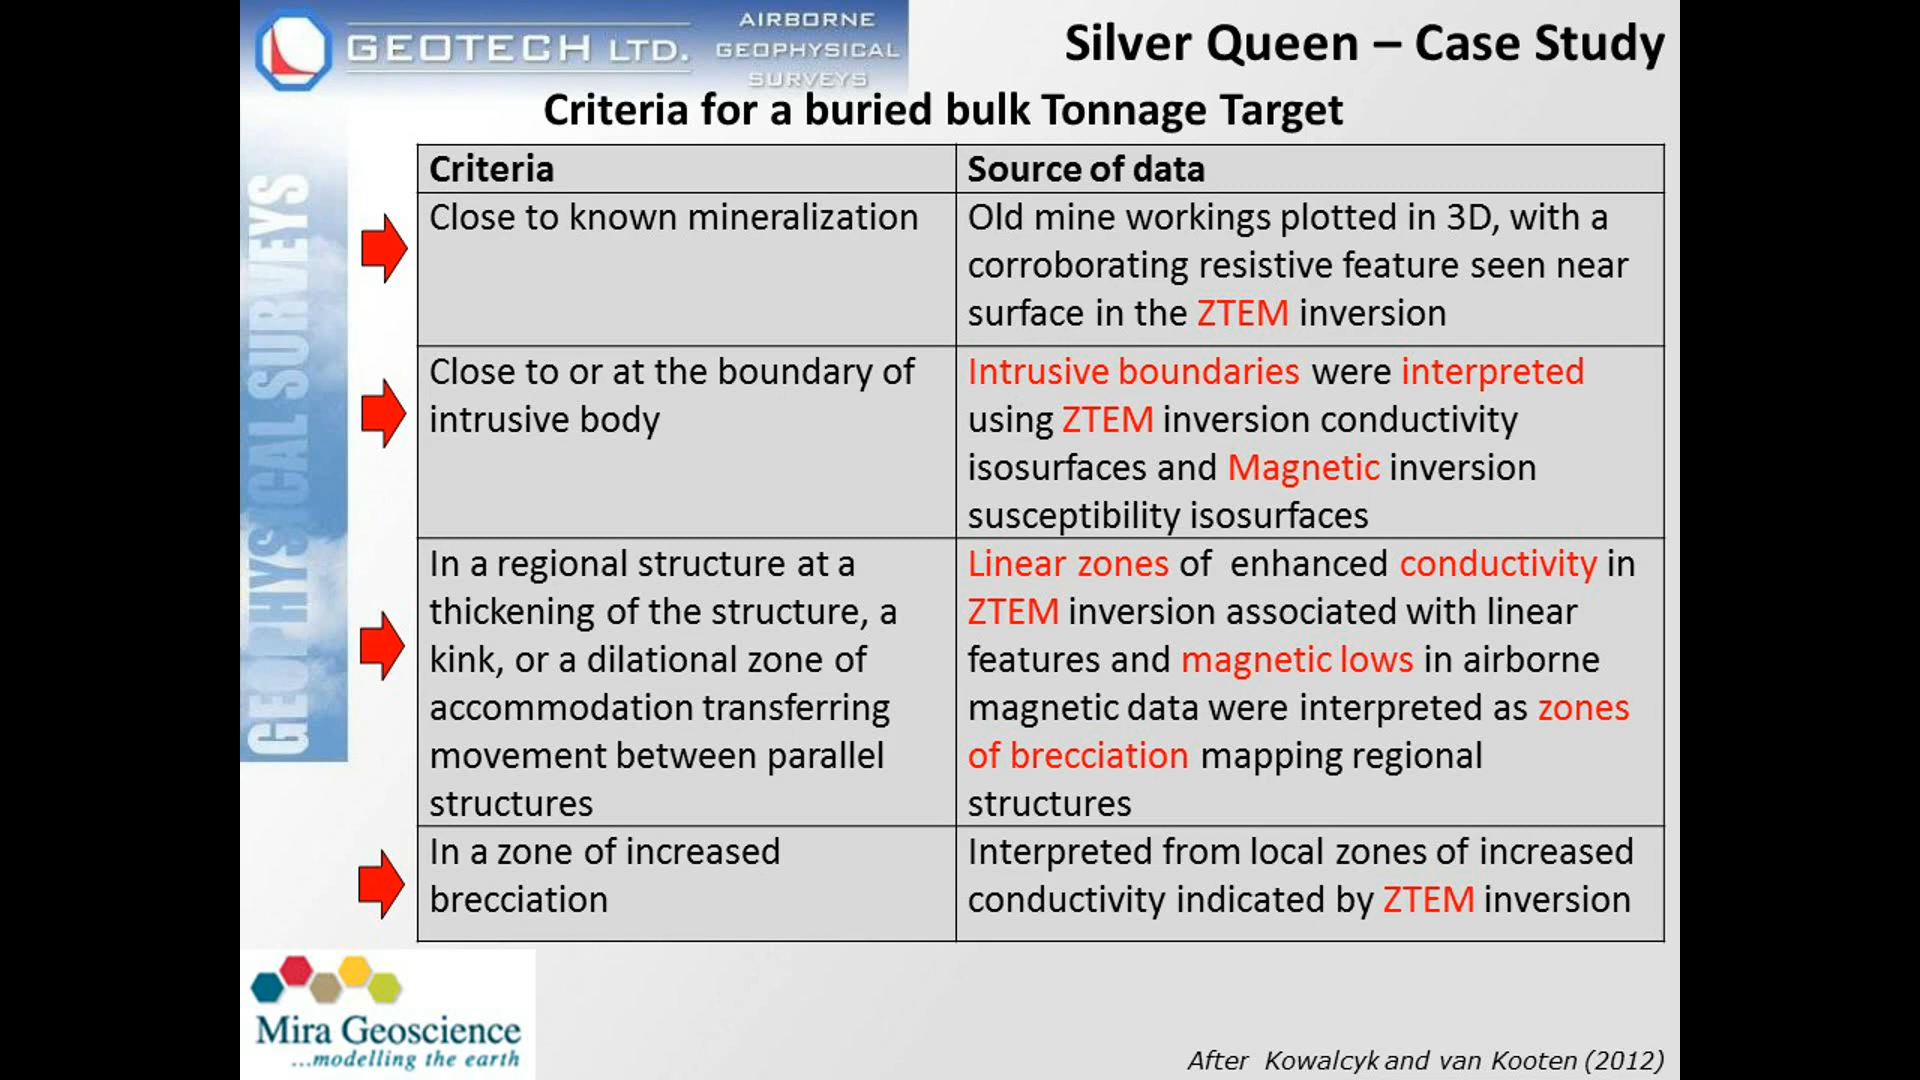 GEOTECH LTD.
AIRBORNE
GEOPHYSICAL
SURVEYS
Silver Queen – Case Study
Criteria for a buried bulk Tonnage Target
GEOPHYSICAL SURVEYS
Criteria
Source of data
Close to known mineralization
Old mine workings plotted in 3D, with a
corroborating resistive feature seen near
surface in the ZTEM inversion
Close to or at the boundary of
intrusive body
Intrusive boundaries were interpreted
using ZTEM inversion conductivity
isosurfaces and Magnetic inversion
susceptibility isosurfaces
In a regional structure at a
thickening of the structure, a
kink, or a dilational zone of
accommodation transferring
movement between parallel
structures
Linear zones of enhanced conductivity in
ZTEM inversion associated with linear
features and magnetic lows in airborne
magnetic data were interpreted as zones
of brecciation mapping regional
structures
In a zone of increased
brecciation
Interpreted from local zones of increased
conductivity indicated by ZTEM inversion
Mira Geoscience
...modelling the earth
After Kowalcyk and van Kooten (2012)